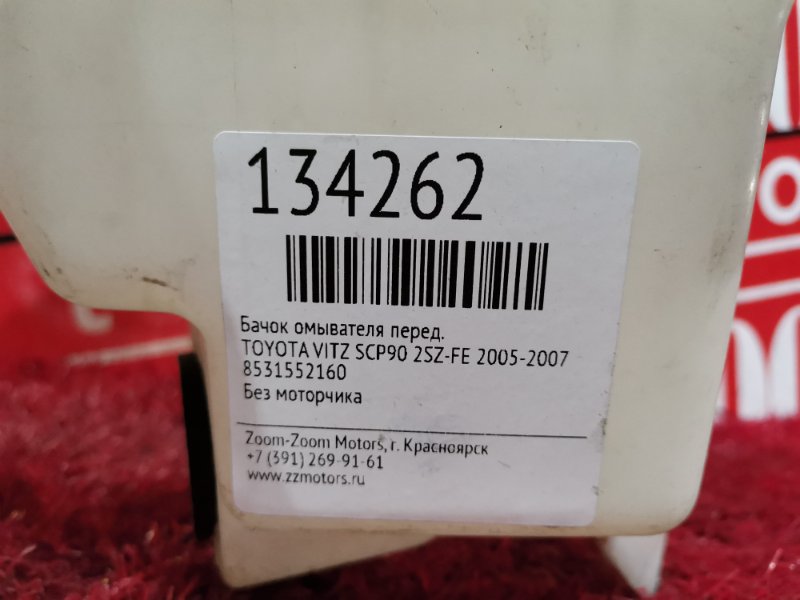 134262
Бачок омывателя перед.
TOYOTA VITZ SCP90 2SZ-FE 2005-2007
8531552160
Без моторчика
Zoom-Zoom Motors, г. Красноярск
+7 (391) 269-91-61
www.zzmotors.ru